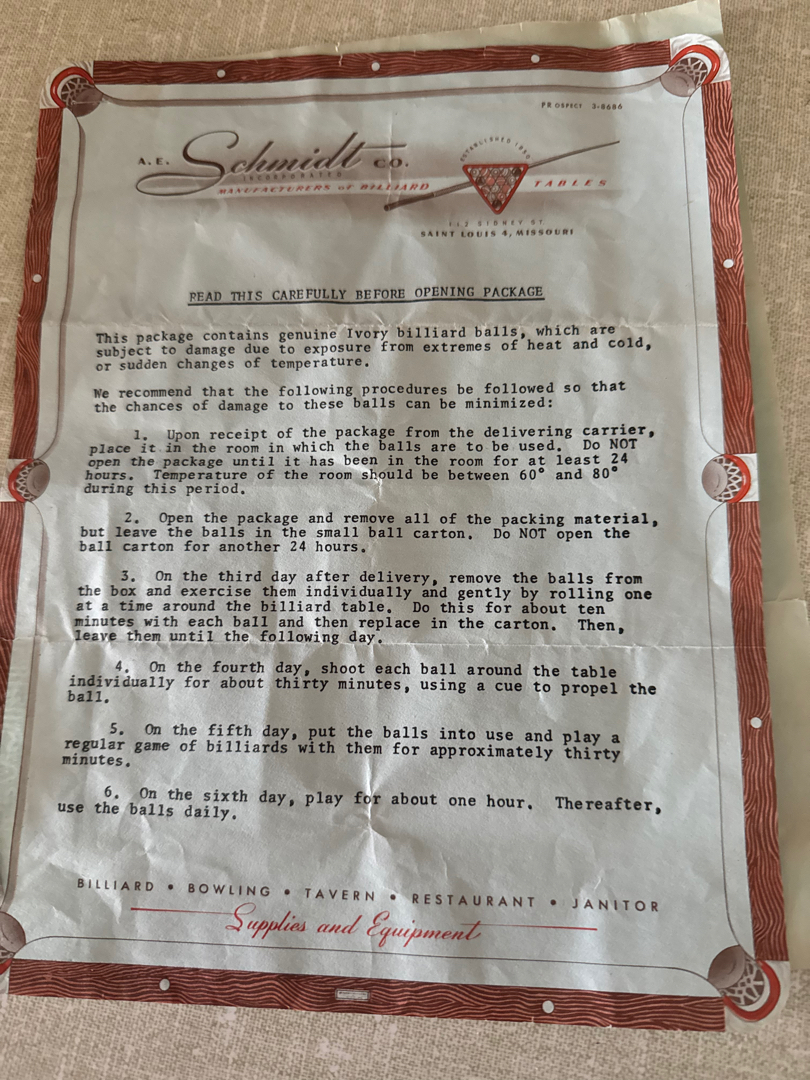 PROSPECT 3-8686
A. E. Schmidt CO.
INCORPORATED
ESTABLISHED
MANUFACTURERS OF BILLIARD TABLES
112 SIDNEY ST.
SAINT LOUIS 4, MISSOURI
READ THIS CAREFULLY BEFORE OPENING PACKAGE
This package contains genuine Ivory billiard balls, which are
subject to damage due to exposure from extremes of heat and cold,
or sudden changes of temperature.
We recommend that the following procedures be followed so that
the chances of damage to these balls can be minimized:
1. Upon receipt of the package from the delivering carrier,
place it in the room in which the balls are to be used. Do NOT
open the package until it has been in the room for at least 24
hours. Temperature of the room should be between 60° and 80°
during this period.
2. Open the package and remove all of the packing material,
but leave the balls in the small ball carton. Do NOT open the
ball carton for another 24 hours.
3. On the third day after delivery, remove the balls from
the box and exercise them individually and gently by rolling one
at a time around the billiard table. Do this for about ten
minutes with each ball and then replace in the carton. Then,
leave them until the following day.
4. On the fourth day, shoot each ball around the table
individually for about thirty minutes, using a cue to propel the
ball.
5. On the fifth day, put the balls into use and play a
regular game of billiards with them for approximately thirty
minutes.
6. On the sixth day, play for about one hour. Thereafter,
use the balls daily.
BILLIARD • BOWLING • TAVERN • RESTAURANT • JANITOR
Supplies and Equipment